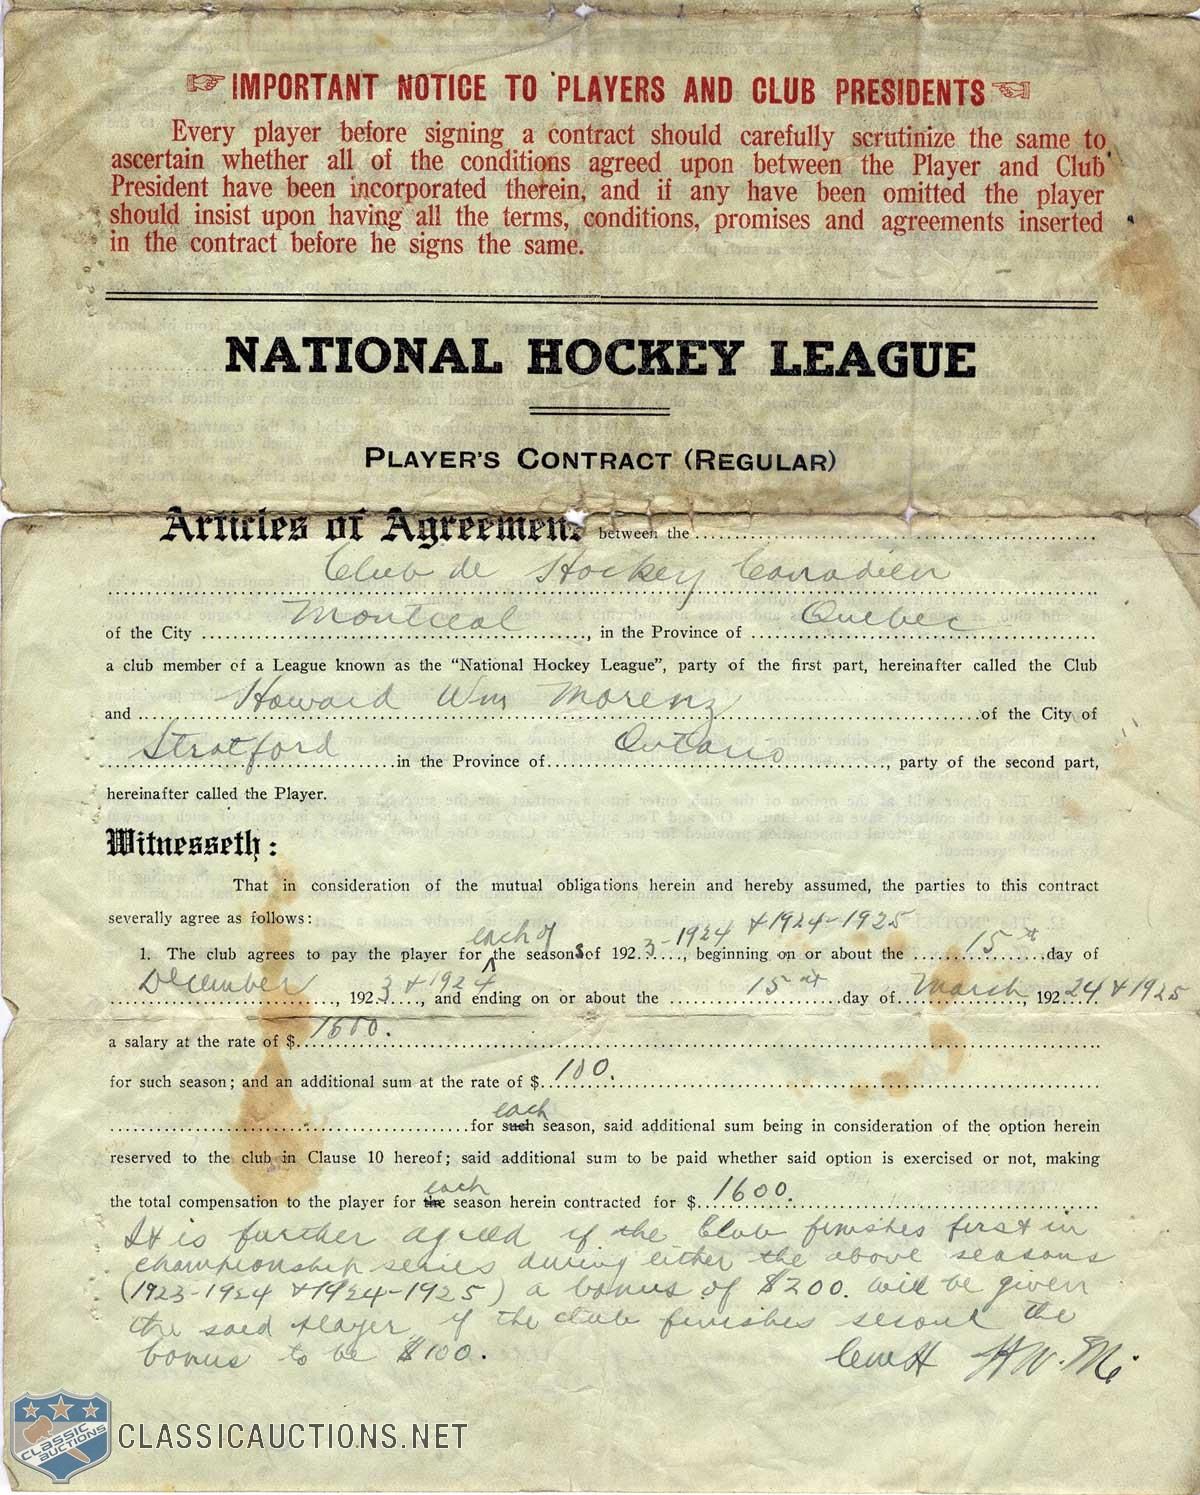 IMPORTANT NOTICE TO PLAYERS AND CLUB PRESIDENTS
Every player before signing a contract should carefully scrutinize the same to
ascertain whether all of the conditions agreed upon between the Player and Club
President have been incorporated therein, and if any have been omitted the player
should insist upon having all the terms, conditions, promises and agreements inserted
in the contract before he signs the same.
NATIONAL HOCKEY LEAGUE
PLAYER'S CONTRACT (REGULAR)
Articles of Agreement between the
Club de Hockey Canadien
of the City Montreal, in the Province of Quebec
a club member of a League known as the "National Hockey League", party of the first part, hereinafter called the Club
and Howard Wm Morenz of the City of
Stratford in the Province of Ontario, party of the second part,
hereinafter called the Player.
Witnesseth:
That in consideration of the mutual obligations herein and hereby assumed, the parties to this contract
severally agree as follows:
1. The club agrees to pay the player for each of the seasons of 1923-1924 + 1924-1925, beginning on or about the 15th day of
December, 1923 + 1924, and ending on or about the 15 day of March, 1924 + 1925
a salary at the rate of $ 1600.
for such season; and an additional sum at the rate of $ 100.
for such each season, said additional sum being in consideration of the option herein
reserved to the club in Clause 10 hereof; said additional sum to be paid whether said option is exercised or not, making
the total compensation to the player for the each season herein contracted for $ 1600.
It is further agreed if the Club finishes first in
championship series during either the above seasons
(1923-1924 + 1924-1925) a bonus of $200. will be given
the said player, if the club finishes second the
bonus to be $100.
H W. M.
CLASSIC AUCTIONS
CLASSICAUCTIONS.NET